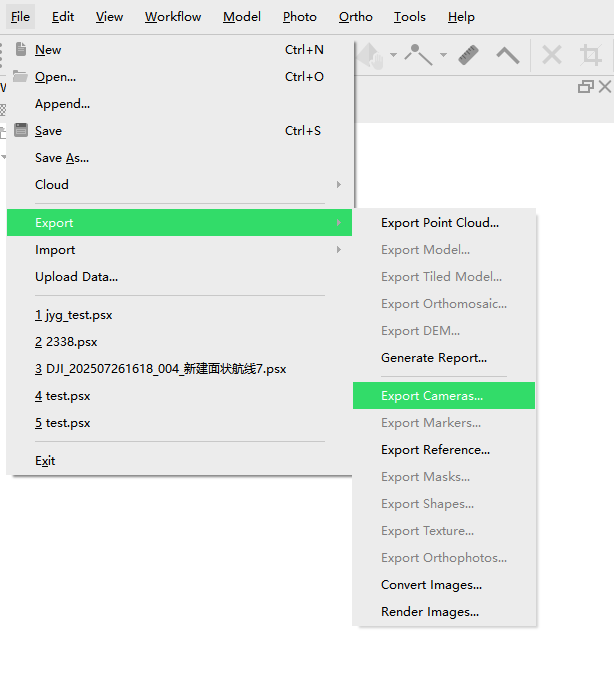 File Edit View Workflow Model Photo Ortho Tools Help
New Ctrl+N
Open... Ctrl+O
Append...
Save Ctrl+S
Save As...
Cloud
Export
Import
Upload Data...
1 jyg_test.psx
2 2338.psx
3 DJI_202507261618_004_新建面状航线7.psx
4 test.psx
5 test.psx
Exit
Export Point Cloud...
Export Model...
Export Tiled Model...
Export Orthomosaic...
Export DEM...
Generate Report...
Export Cameras...
Export Markers...
Export Reference...
Export Masks...
Export Shapes...
Export Texture...
Export Orthophotos...
Convert Images...
Render Images...